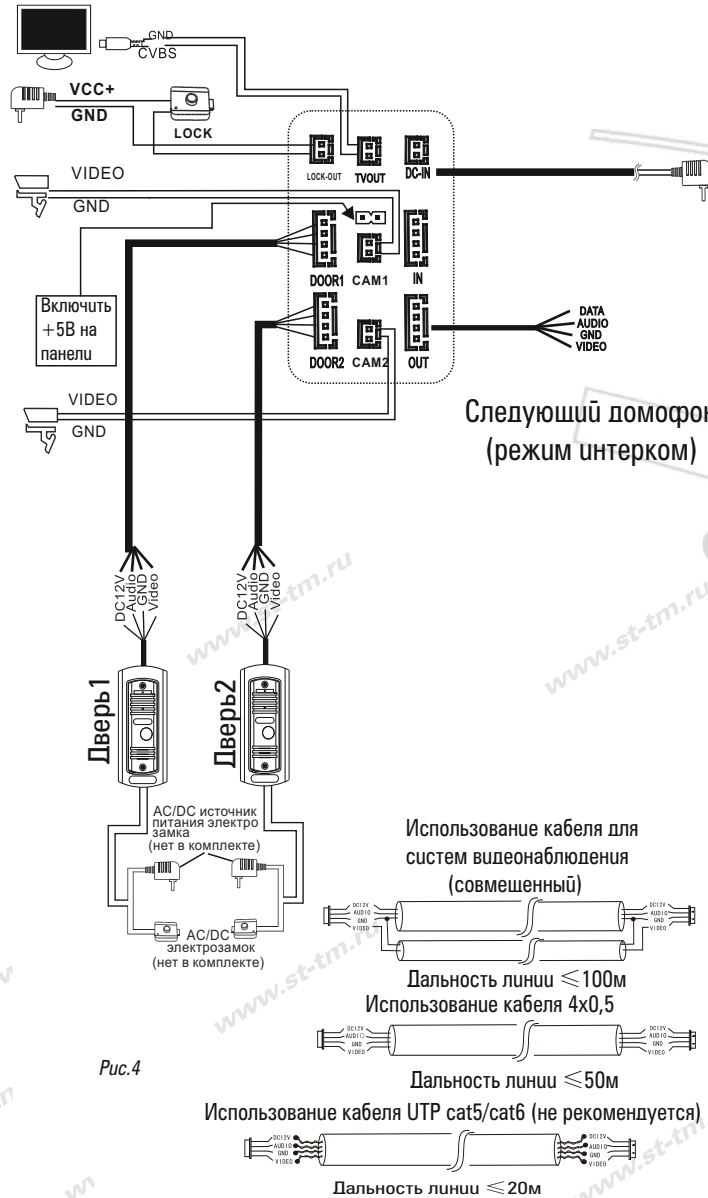 GND
CVBS
VCC+
GND
LOCK
LOCK-OUT
TVOUT
DC-IN
VIDEO
GND
DOOR1
CAM1
IN
Включить
+5В на
панели
DOOR2
CAM2
OUT
DATA
AUDIO
GND
VIDEO
VIDEO
GND
Следующий домофон
(режим интерком)
DC12V
Audio
GND
Video
DC12V
Audio
GND
Video
www.st-tm.ru
www.st-tm.ru
Дверь1
Дверь2
AC/DC источник
питания электро
замка
(нет в комплекте)
AC/DC
электрозамок
(нет в комплекте)
Использование кабеля для
систем видеонаблюдения
(совмещенный)
DC12V
AUDIO
GND
VIDEO
DC12V
AUDIO
GND
VIDEO
Дальность линии ≤100м
www.st-tm.ru
Использование кабеля 4x0,5
DC12V
AUDIO
GND
VIDEO
DC12V
AUDIO
GND
VIDEO
Рис.4
Дальность линии ≤50м
Использование кабеля UTP cat5/cat6 (не рекомендуется)
DC12V
AUDIO
GND
VIDEO
DC12V
AUDIO
GND
VIDEO
Дальность линии ≤20м